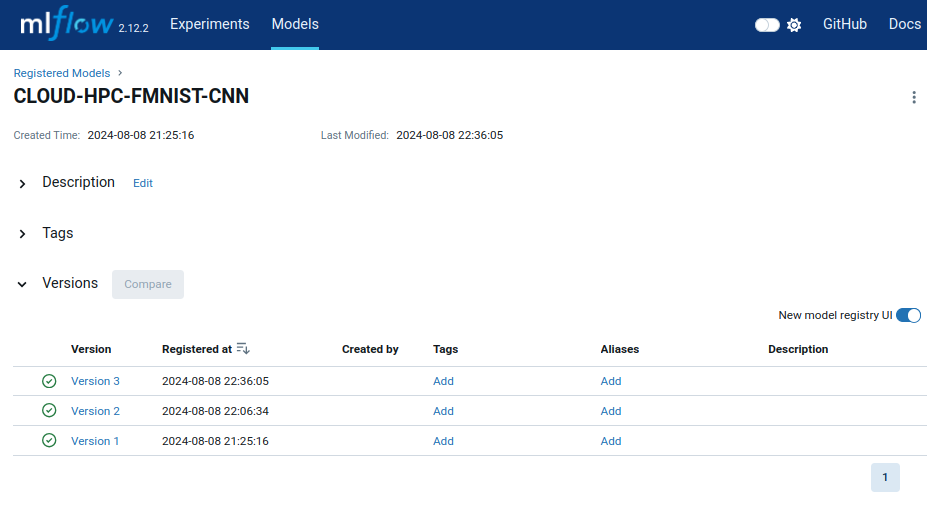 mlflow 2.12.2 Experiments Models GitHub Docs
Registered Models
CLOUD-HPC-FMNIST-CNN
Created Time: 2024-08-08 21:25:16 Last Modified: 2024-08-08 22:36:05
Description Edit
Tags
Versions Compare
New model registry UI
Version Registered at Created by Tags Aliases Description
Version 3 2024-08-08 22:36:05 Add Add
Version 2 2024-08-08 22:06:34 Add Add
Version 1 2024-08-08 21:25:16 Add Add
1